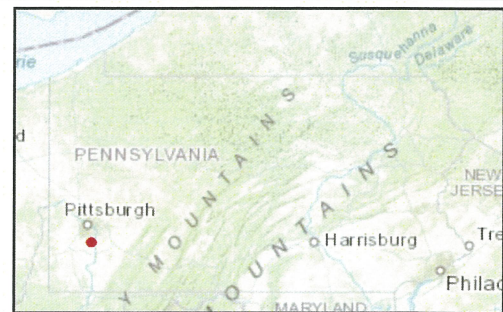 Susquehanna
Delaware
rie
d
PENNSYLVANIA
NEW
JERSE
Pittsburgh
Harrisburg
Tre
Philad
Y MOUNTAINS
MOUNTAINS
MARYLAND